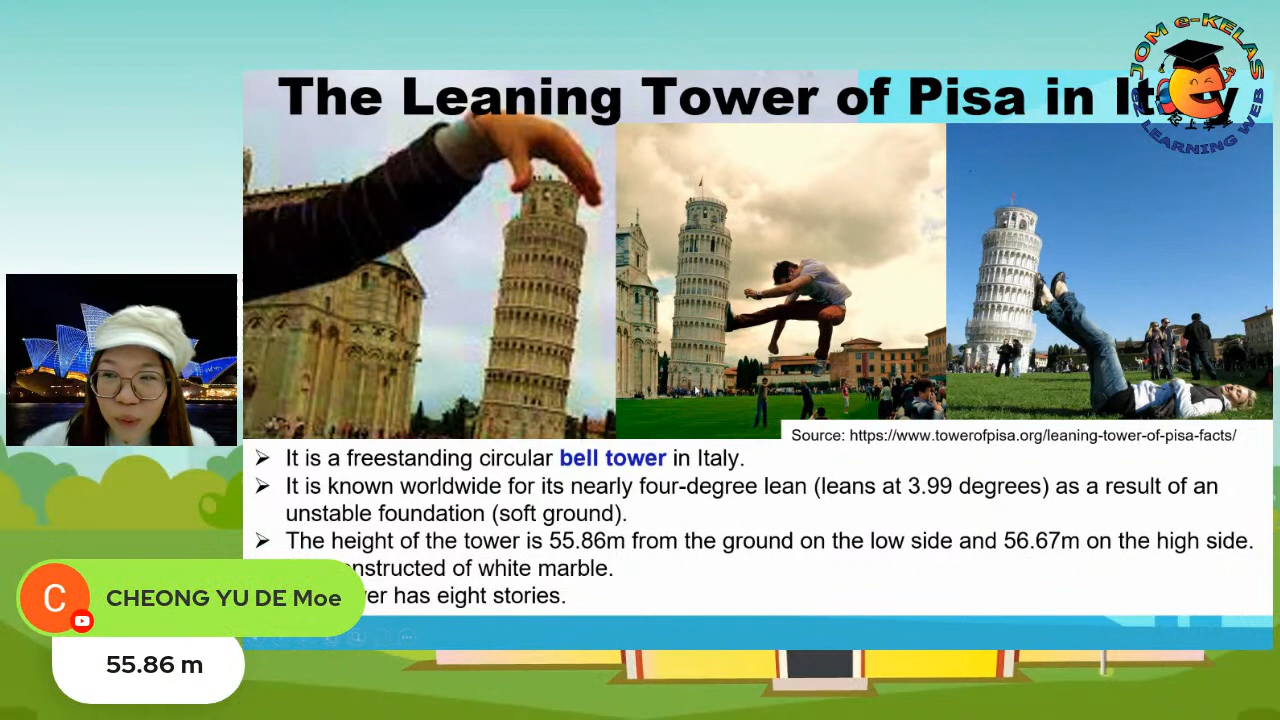 The Leaning Tower of Pisa in It y
JOM e-KELAS
LEARNING WEB
Source: https://www.towerofpisa.org/leaning-tower-of-pisa-facts/
➢ It is a freestanding circular bell tower in Italy.
➢ It is known worldwide for its nearly four-degree lean (leans at 3.99 degrees) as a result of an
unstable foundation (soft ground).
➢ The height of the tower is 55.86m from the ground on the low side and 56.67m on the high side.
nstructed of white marble.
er has eight stories.
C CHEONG YU DE Moe
55.86 m